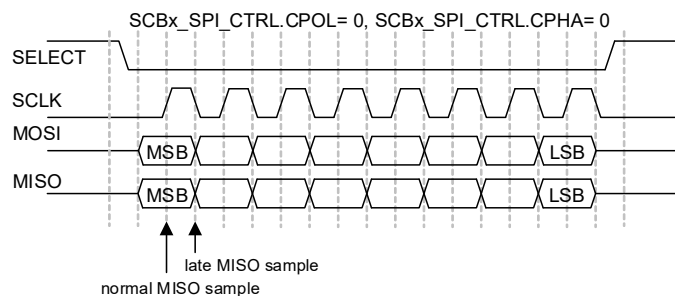 SCBx_SPI_CTRL.CPOL= 0, SCBx_SPI_CTRL.CPHA= 0
SELECT
SCLK
MOSI
MSB
LSB
MISO
MSB
LSB
late MISO sample
normal MISO sample